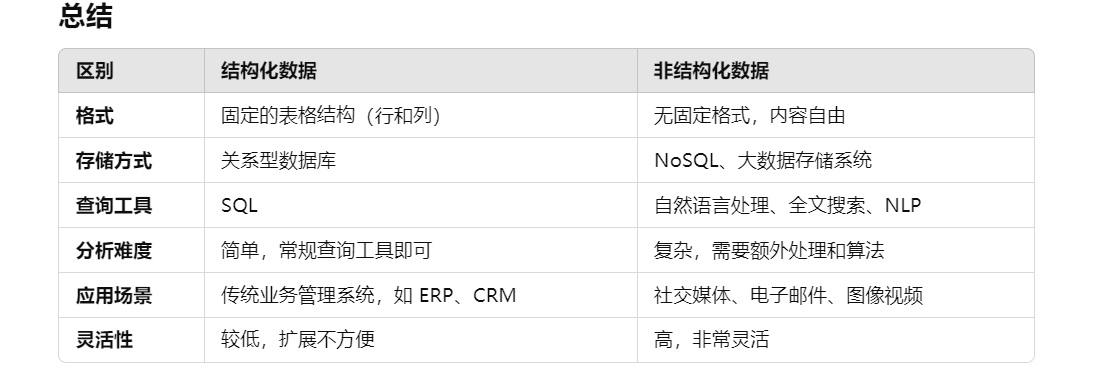 总结
区别 结构化数据 非结构化数据
格式 固定的表格结构（行和列） 无固定格式，内容自由
存储方式 关系型数据库 NoSQL、大数据存储系统
查询工具 SQL 自然语言处理、全文搜索、NLP
分析难度 简单，常规查询工具即可 复杂，需要额外处理和算法
应用场景 传统业务管理系统，如 ERP、CRM 社交媒体、电子邮件、图像视频
灵活性 较低，扩展不方便 高，非常灵活